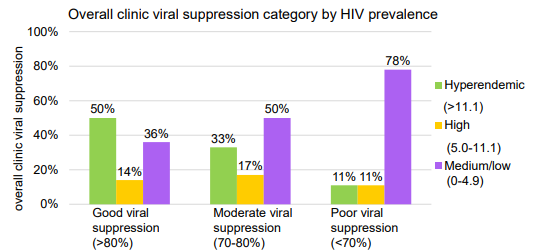 Overall clinic viral suppression category by HIV prevalence
overall clinic viral suppression
100%
80%
60%
40%
20%
0%
50%
14%
36%
33%
17%
50%
11%
11%
78%
Good viral
suppression
(>80%)
Moderate viral
suppression
(70-80%)
Poor viral
suppression
(<70%)
Hyperendemic
(>11.1)
High
(5.0-11.1)
Medium/low
(0-4.9)